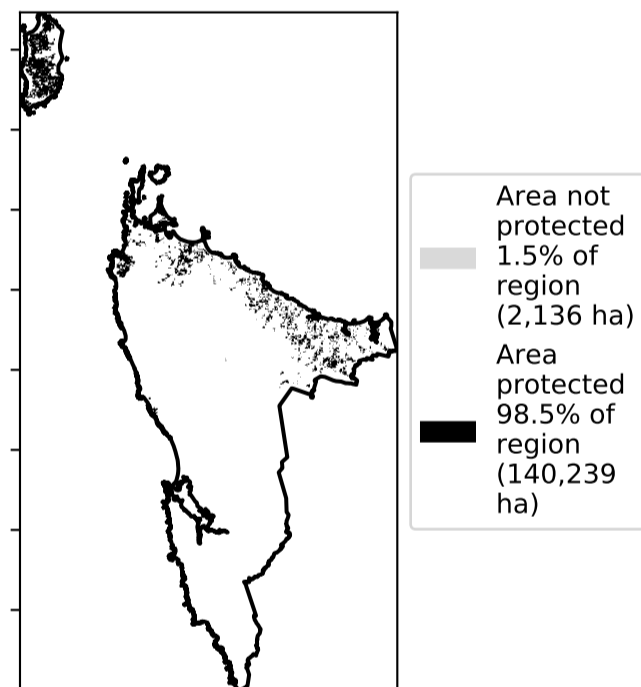 Area not
protected
1.5% of
region
(2,136 ha)
Area
protected
98.5% of
region
(140,239
ha)